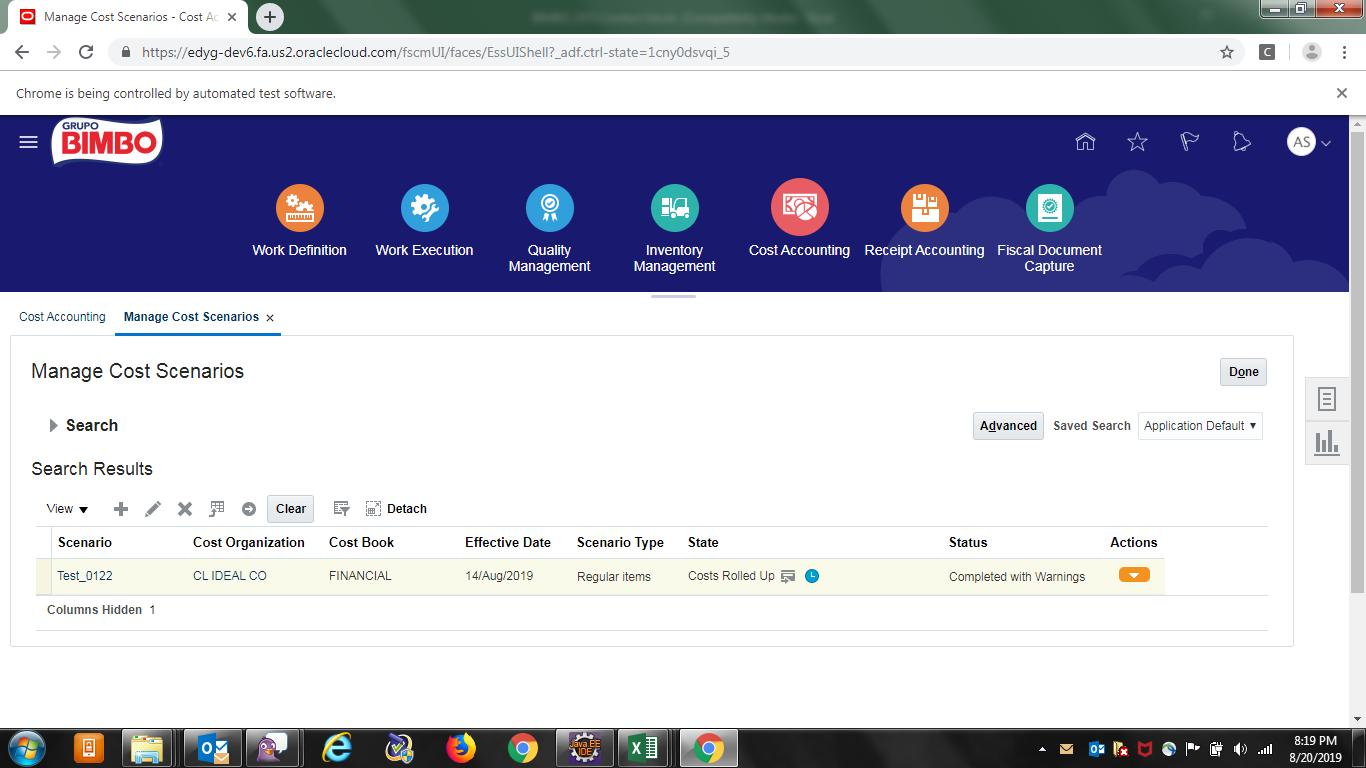 Manage Cost Scenarios - Cost Ac
https://edyg-dev6.fa.us2.oraclecloud.com/fscmUI/faces/EssUIShell?_adf.ctrl-state=1cny0dsvqi_5
C
Chrome is being controlled by automated test software.
GRUPO
BIMBO
AS
Work Definition
Work Execution
Quality Management
Inventory Management
Cost Accounting
Receipt Accounting
Fiscal Document Capture
Cost Accounting
Manage Cost Scenarios
Manage Cost Scenarios
Done
Search
Advanced Saved Search Application Default
Search Results
View Clear Detach
Scenario Cost Organization Cost Book Effective Date Scenario Type State Status Actions
Test_0122 CL IDEAL CO FINANCIAL 14/Aug/2019 Regular items Costs Rolled Up Completed with Warnings
Columns Hidden 1
Java EE
IDE
8:19 PM
8/20/2019